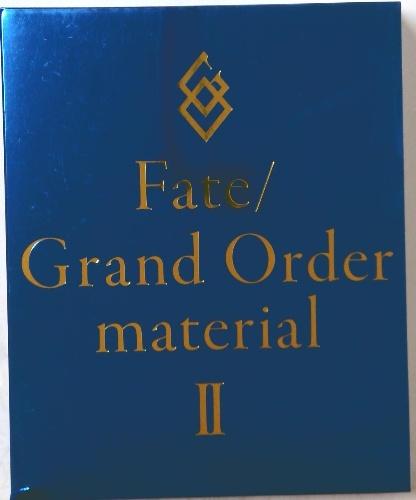 Fate/
Grand Order
material
II